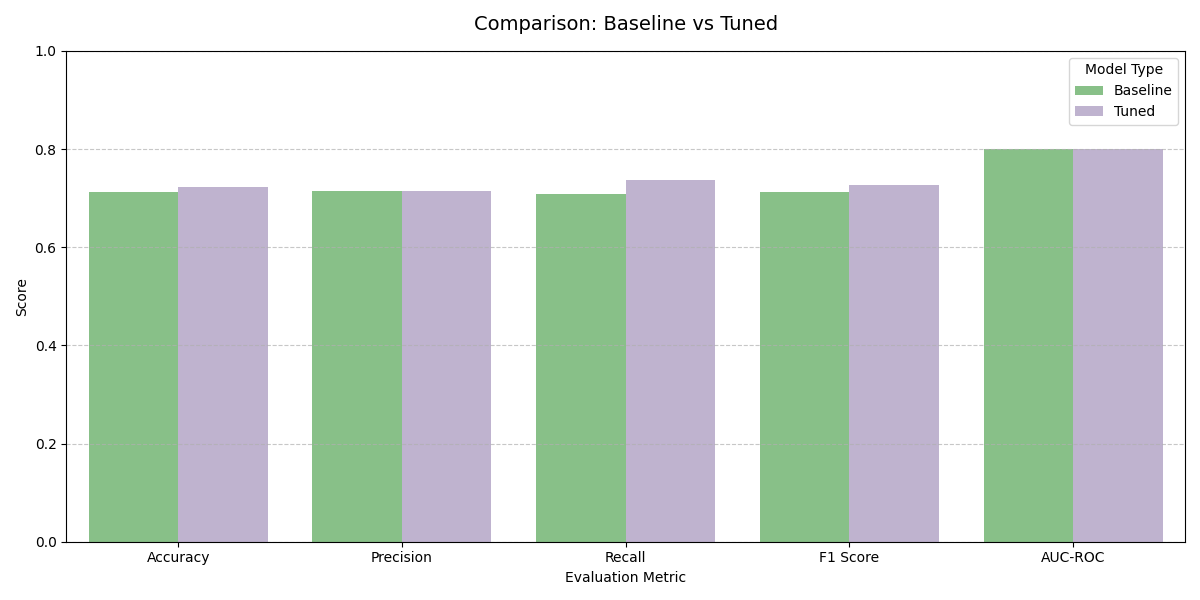 Comparison: Baseline vs Tuned
Model Type
Baseline
Tuned
1.0
0.8
0.6
0.4
0.2
0.0
Score
Accuracy
Precision
Recall
F1 Score
AUC-ROC
Evaluation Metric